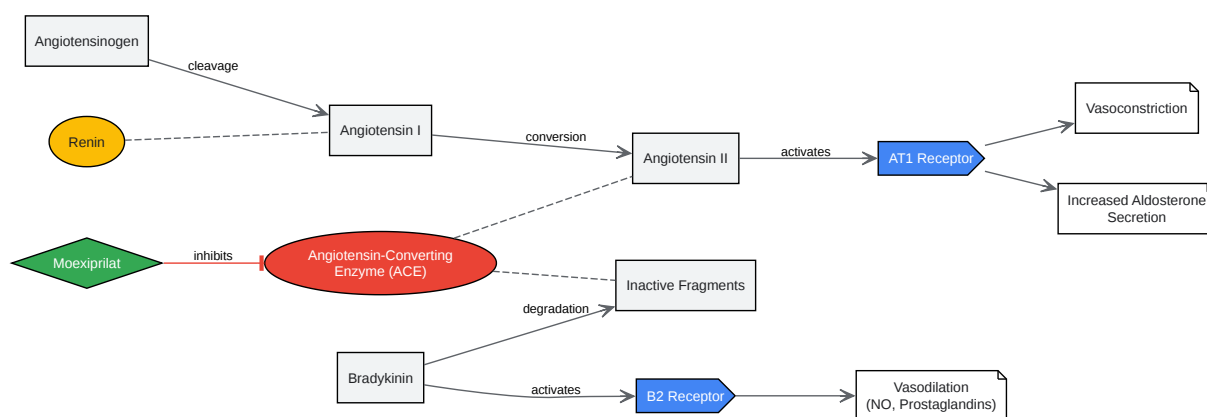 Angiotensinogen
cleavage
Renin
Angiotensin I
conversion
Angiotensin II
activates
AT1 Receptor
Vasoconstriction
Increased Aldosterone
Secretion
Moexiprilat
inhibits
Angiotensin-Converting
Enzyme (ACE)
Inactive Fragments
degradation
Bradykinin
activates
B2 Receptor
Vasodilation
(NO, Prostaglandins)